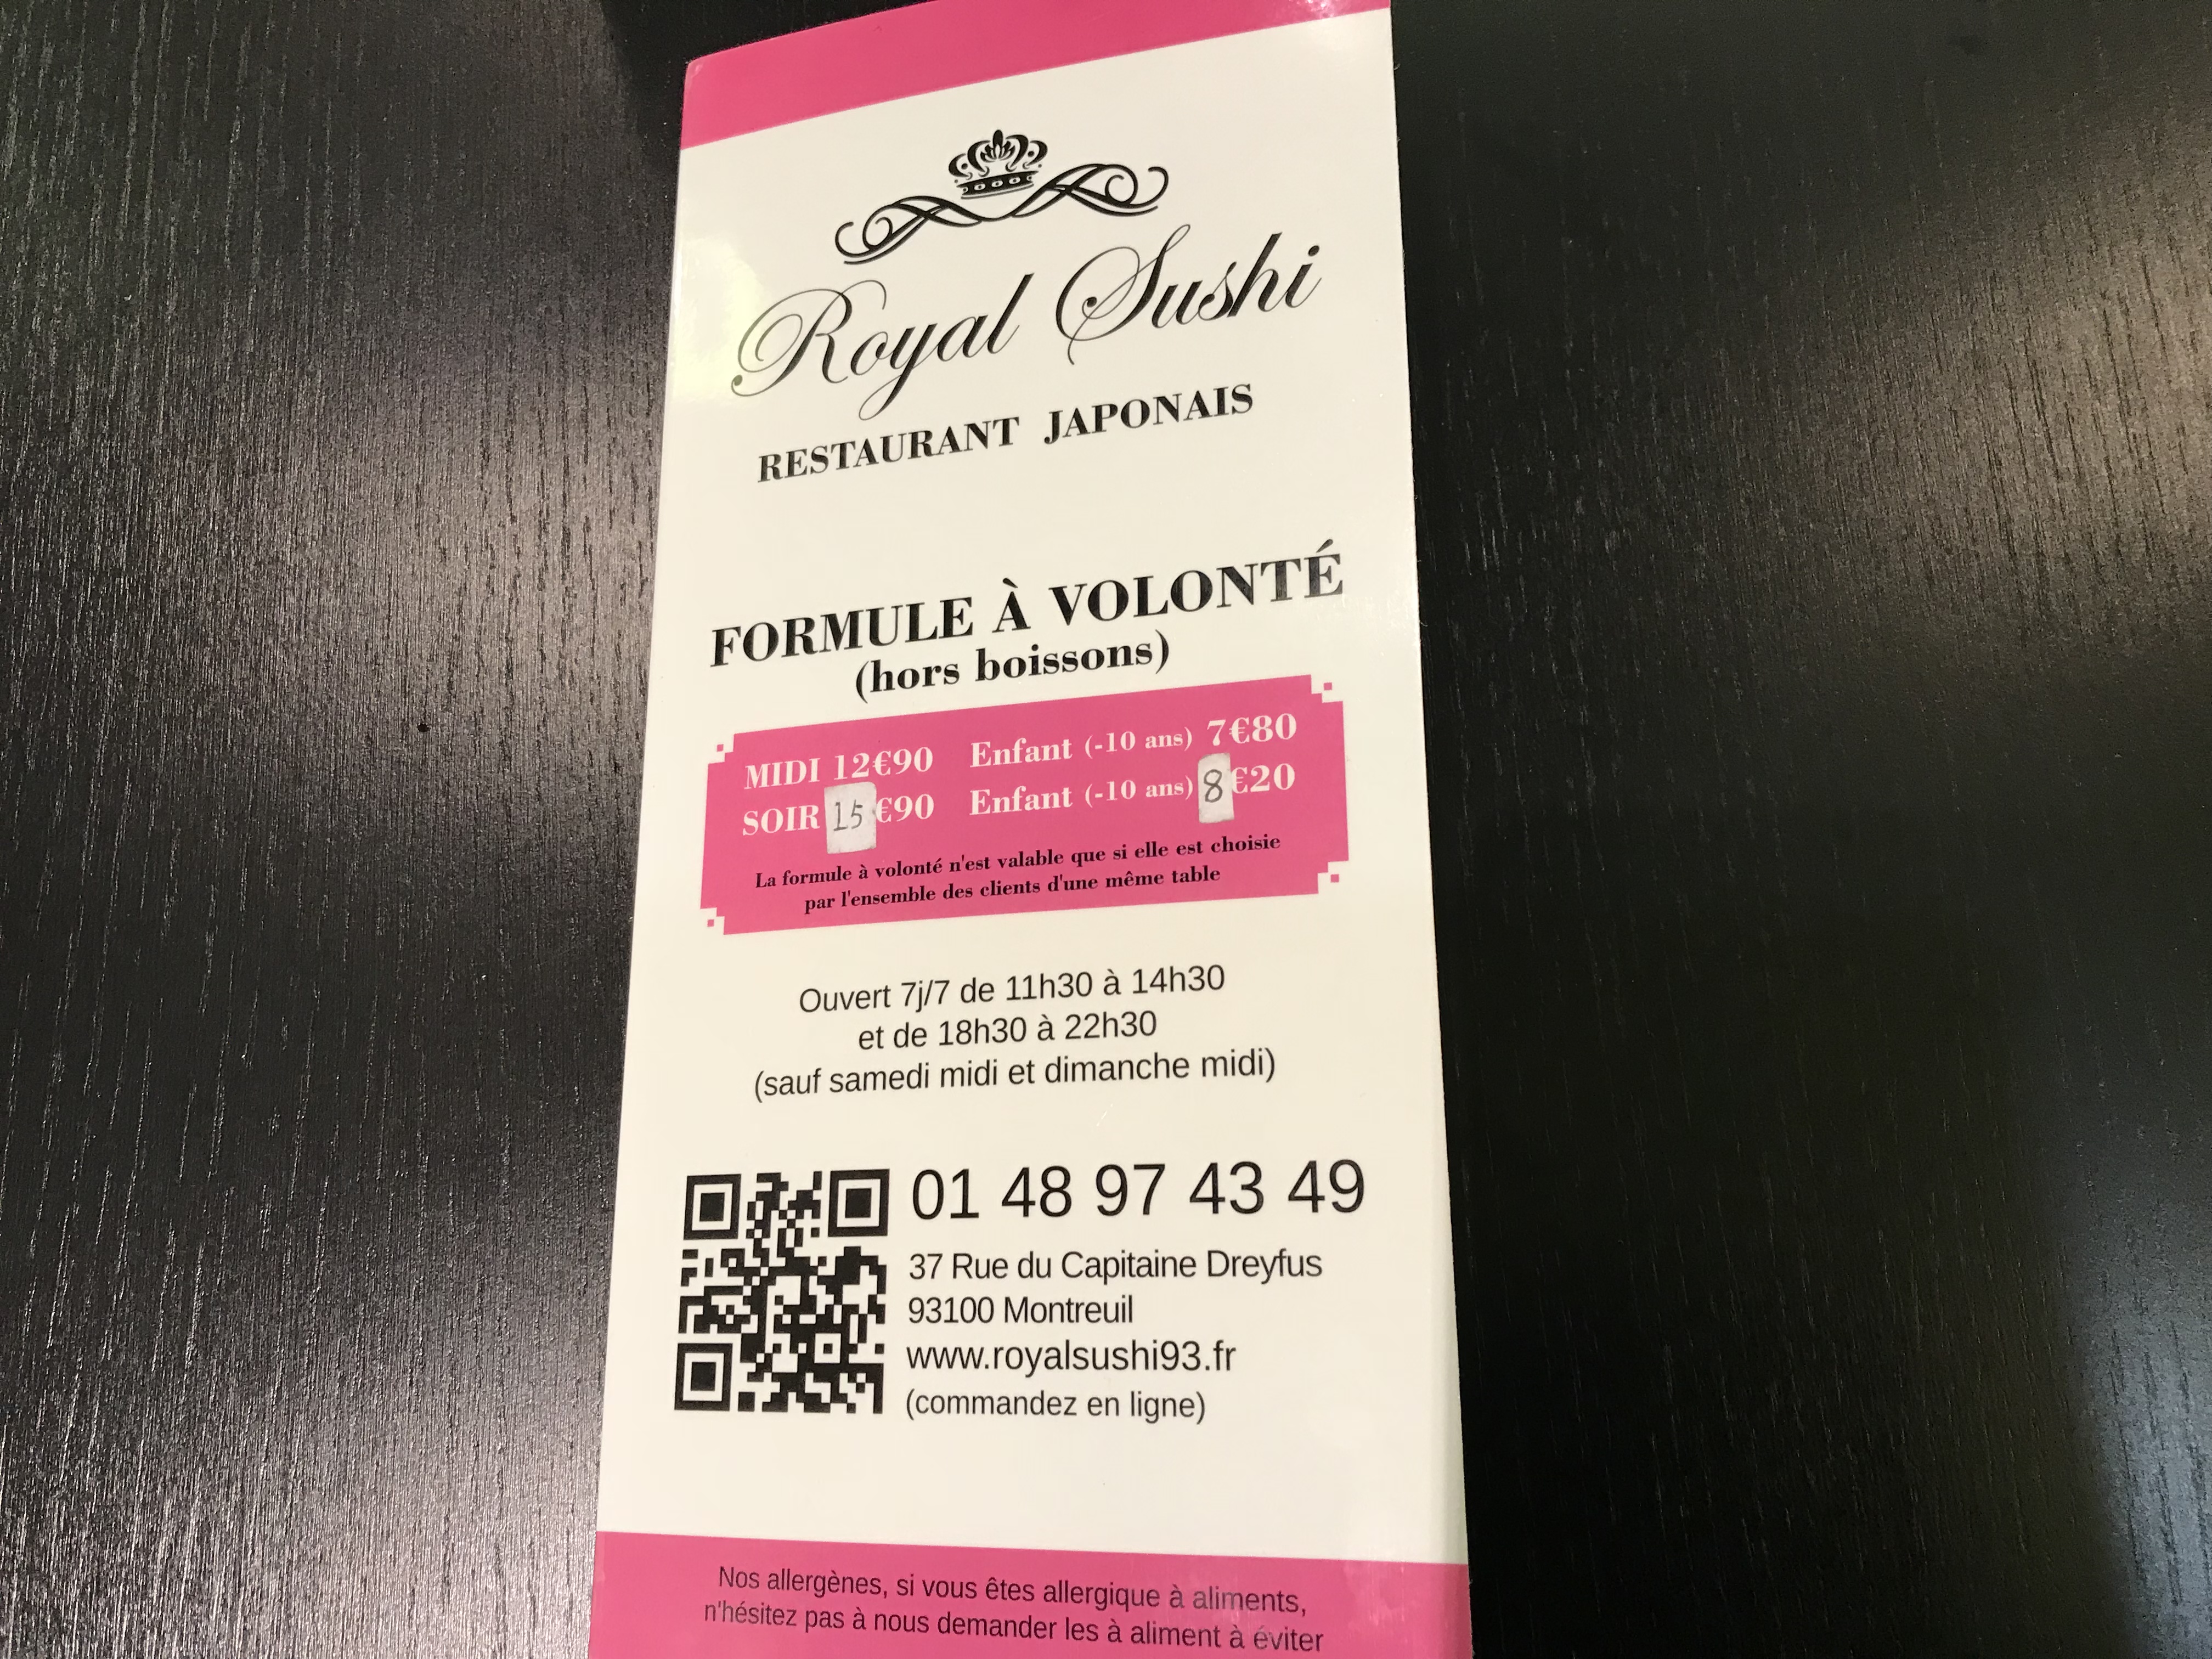 Royal Sushi
RESTAURANT JAPONAIS
FORMULE À VOLONTÉ
(hors boissons)
MIDI 12€90 Enfant (-10 ans) 7€80
SOIR 15€90 Enfant (-10 ans) 8€20
La formule à volonté n'est valable que si elle est choisie
par l'ensemble des clients d'une même table
Ouvert 7j/7 de 11h30 à 14h30
et de 18h30 à 22h30
(sauf samedi midi et dimanche midi)
01 48 97 43 49
37 Rue du Capitaine Dreyfus
93100 Montreuil
www.royalsushi93.fr
(commandez en ligne)
Nos allergènes, si vous êtes allergique à aliments,
n'hésitez pas à nous demander les à aliment à éviter